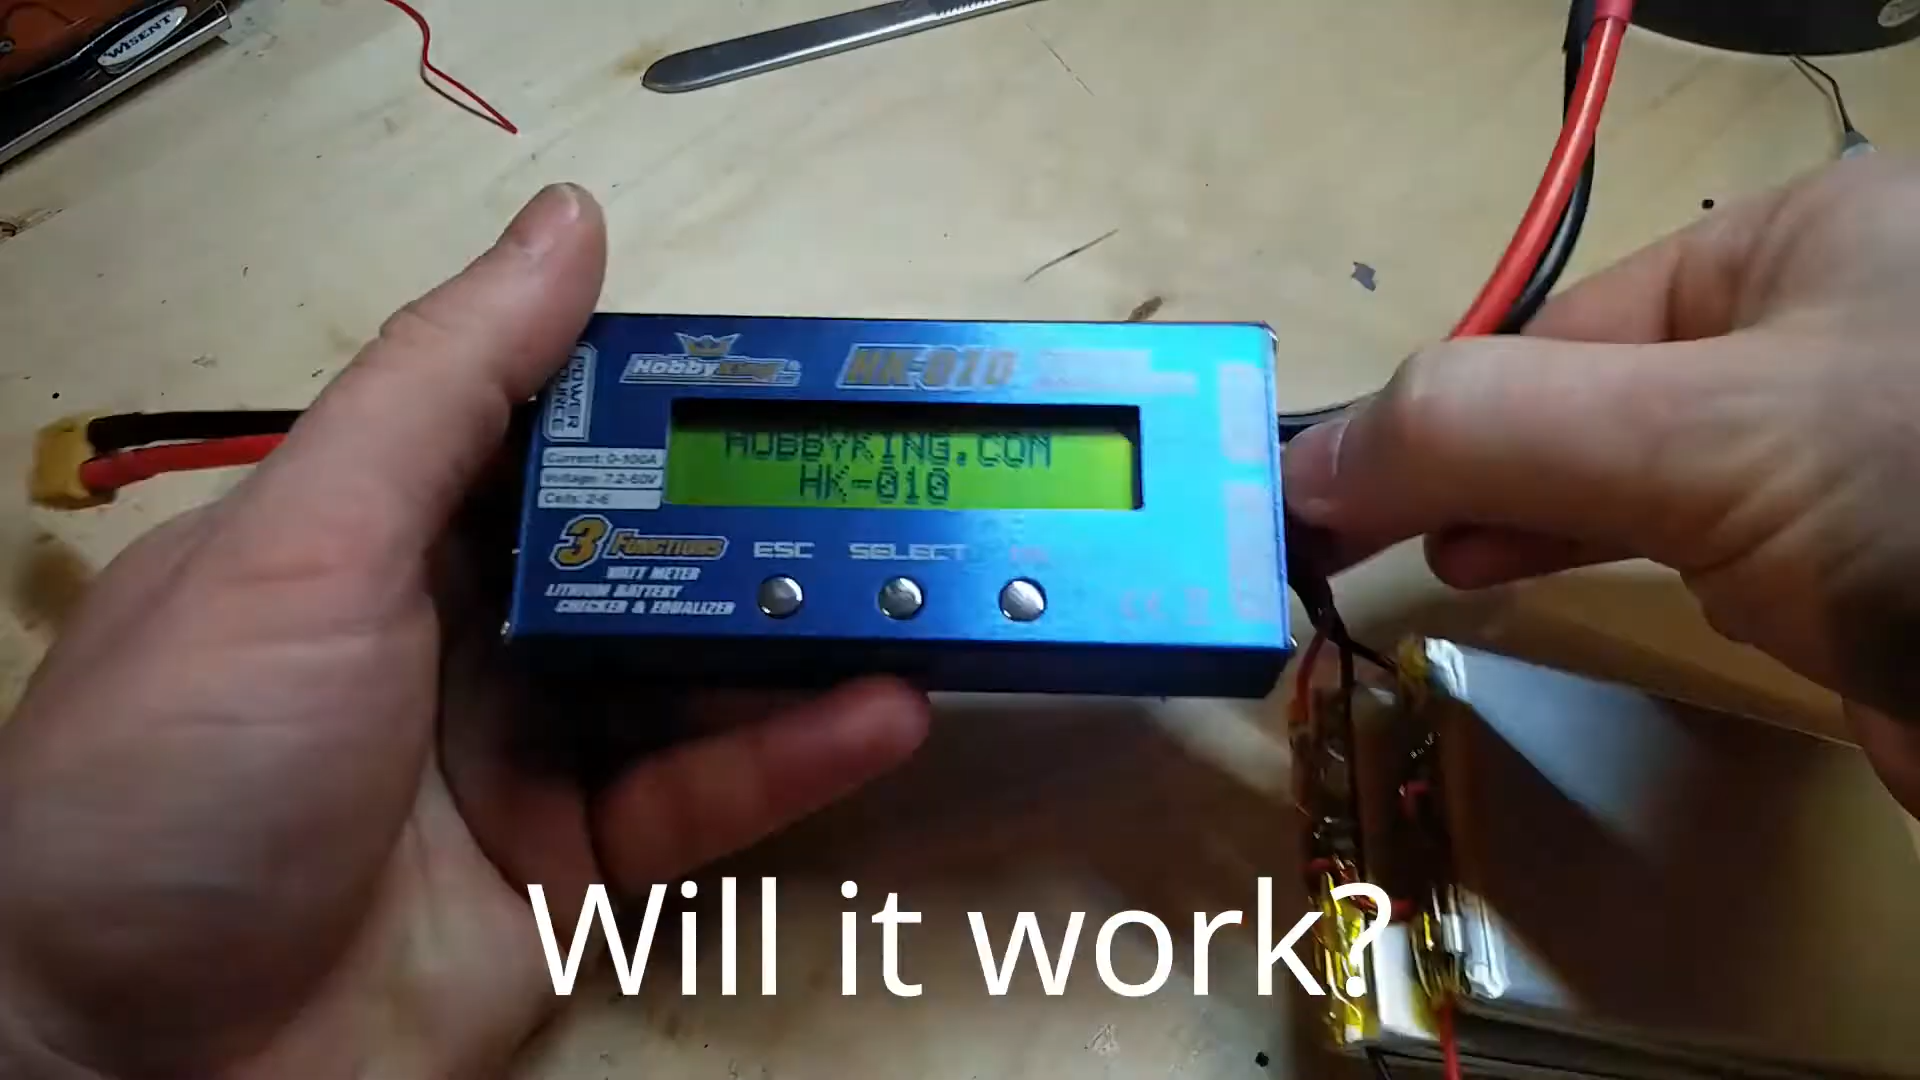 WISENT
HobbyKing
HK-010
POWER
SOURCE
Current: 0-100A
Voltage: 7.2-60V
Cells: 2-6
HOBBYKING.COM
HK-010
3 FUNCTIONS
WATT METER
LITHIUM BATTERY
CHECKER & EQUALIZER
ESC
SELECT
Will it work?